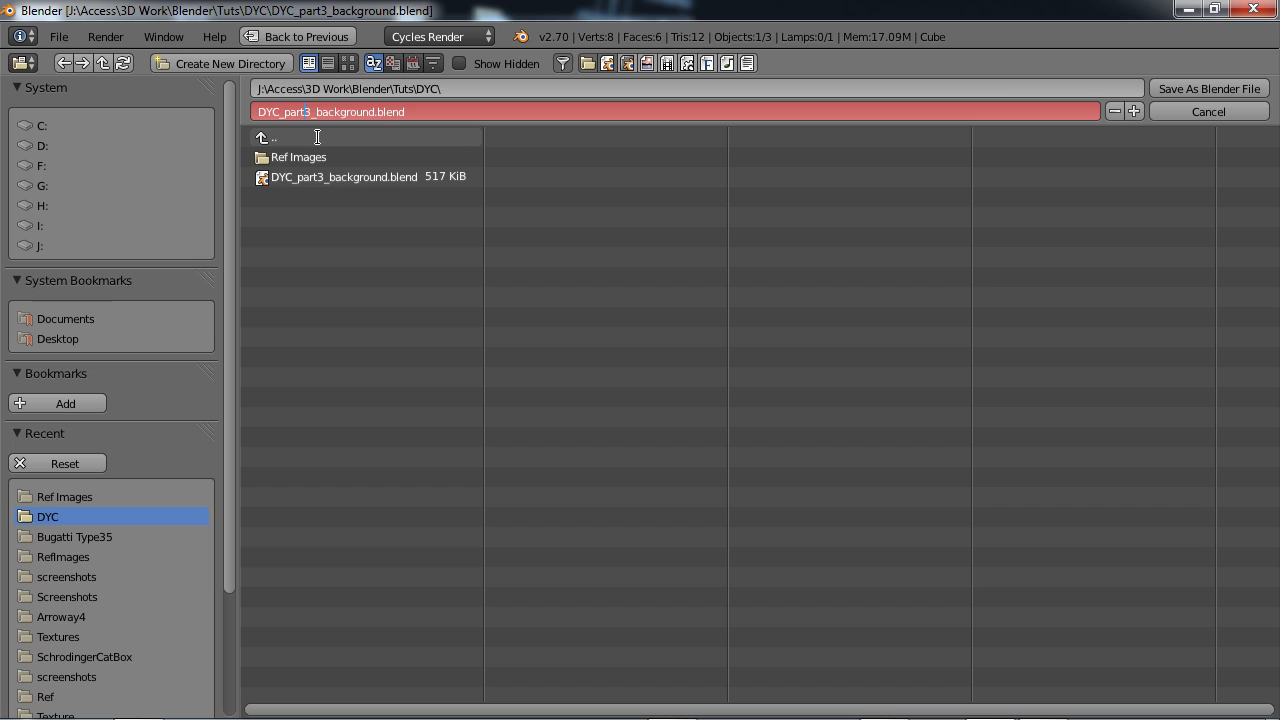 Blender [J:\Access\3D Work\Blender\Tuts\DYC\DYC_part3_background.blend]
File Render Window Help Back to Previous Cycles Render v2.70 | Verts:8 | Faces:6 | Tris:12 | Objects:1/3 | Lamps:0/1 | Mem:17.09M | Cube
Create New Directory Show Hidden
System
C:
D:
F:
G:
H:
I:
J:
System Bookmarks
Documents
Desktop
Bookmarks
Add
Recent
Reset
Ref Images
DYC
Bugatti Type35
RefImages
screenshots
Screenshots
Arroway4
Textures
SchrodingerCatBox
screenshots
Ref
Texture
J:\Access\3D Work\Blender\Tuts\DYC\ Save As Blender File
DYC_part3_background.blend Cancel
..
Ref Images
DYC_part3_background.blend 517 KiB